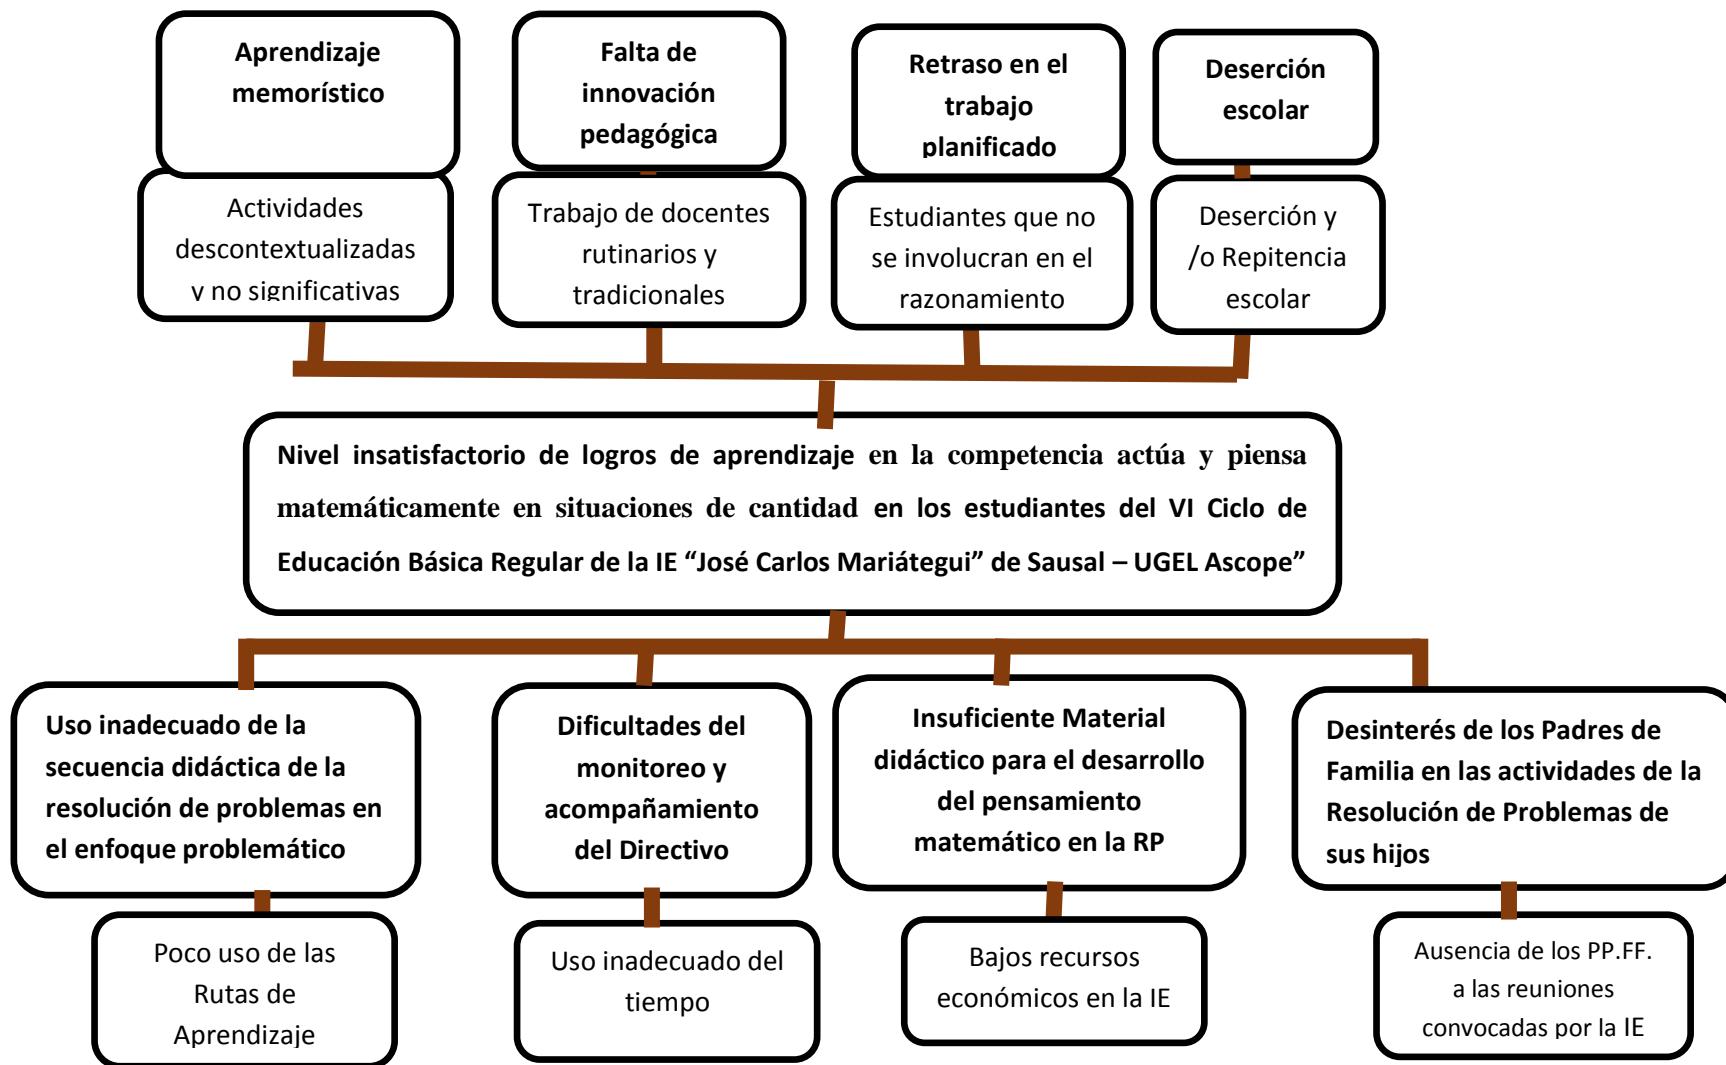 Aprendizaje
memorístico
Falta de
innovación
pedagógica
Retraso en el
trabajo
planificado
Deserción
escolar
Actividades
descontextualizadas
y no significativas
Trabajo de docentes
rutinarios y
tradicionales
Estudiantes que no
se involucran en el
razonamiento
Deserción y
/o Repitencia
escolar
Nivel insatisfactorio de logros de aprendizaje en la competencia actúa y piensa
matemáticamente en situaciones de cantidad en los estudiantes del VI Ciclo de
Educación Básica Regular de la IE “José Carlos Mariátegui” de Sausal – UGEL Ascope”
Uso inadecuado de la
secuencia didáctica de la
resolución de problemas en
el enfoque problemático
Dificultades del
monitoreo y
acompañamiento
del Directivo
Insuficiente Material
didáctico para el desarrollo
del pensamiento
matemático en la RP
Desinterés de los Padres de
Familia en las actividades de la
Resolución de Problemas de
sus hijos
Poco uso de las
Rutas de
Aprendizaje
Uso inadecuado del
tiempo
Bajos recursos
económicos en la IE
Ausencia de los PP.FF.
a las reuniones
convocadas por la IE